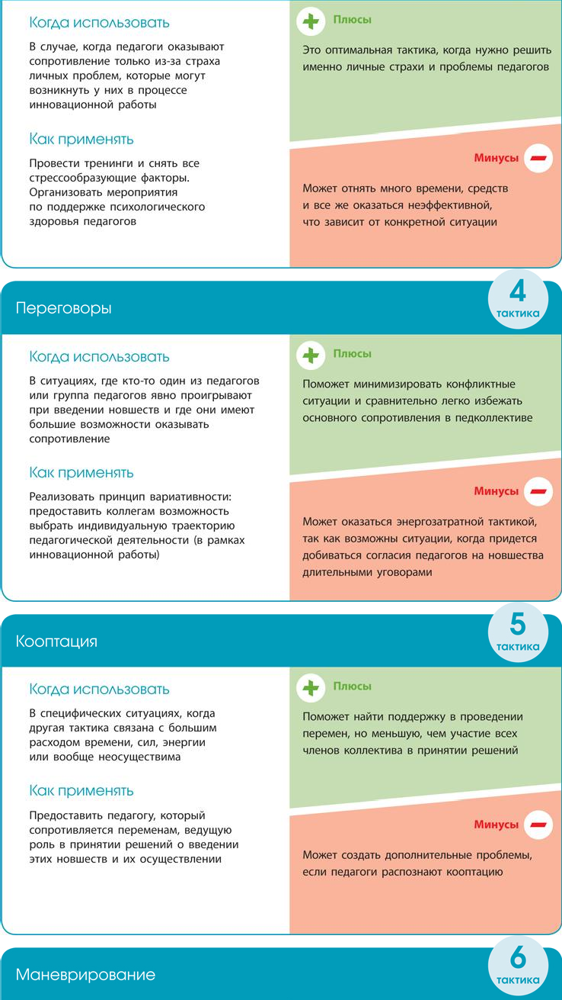 Когда использовать
В случае, когда педагоги оказывают
сопротивление только из-за страха
личных проблем, которые могут
возникнуть у них в процессе
инновационной работы
Как применять
Провести тренинги и снять все
стрессообразующие факторы.
Организовать мероприятия
по поддержке психологического
здоровья педагогов
Плюсы
Это оптимальная тактика, когда нужно решить
именно личные страхи и проблемы педагогов
Минусы
Может отнять много времени, средств
и все же оказаться неэффективной,
что зависит от конкретной ситуации
Переговоры
4
тактика
Когда использовать
В ситуациях, где кто-то один из педагогов
или группа педагогов явно проигрывают
при введении новшеств и где они имеют
большие возможности оказывать
сопротивление
Как применять
Реализовать принцип вариативности:
предоставить коллегам возможность
выбрать индивидуальную траекторию
педагогической деятельности (в рамках
инновационной работы)
Плюсы
Поможет минимизировать конфликтные
ситуации и сравнительно легко избежать
основного сопротивления в педколлективе
Минусы
Может оказаться энергозатратной тактикой,
так как возможны ситуации, когда придется
добиваться согласия педагогов на новшества
длительными уговорами
Кооптация
5
тактика
Когда использовать
В специфических ситуациях, когда
другая тактика связана с большим
расходом времени, сил, энергии
или вообще неосуществима
Как применять
Предоставить педагогу, который
сопротивляется переменам, ведущую
роль в принятии решений о введении
этих новшеств и их осуществлении
Плюсы
Поможет найти поддержку в проведении
перемен, но меньшую, чем участие всех
членов коллектива в принятии решений
Минусы
Может создать дополнительные проблемы,
если педагоги распознают кооптацию
Маневрирование
6
тактика